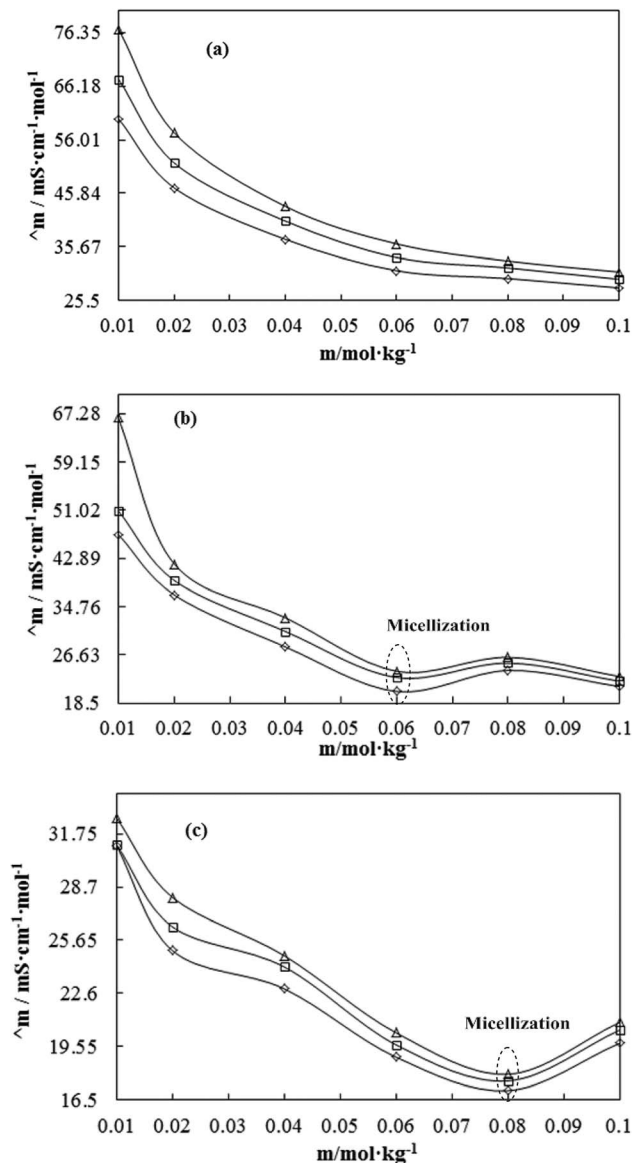 (a)
^m / mS·cm⁻¹·mol⁻¹
76.35
66.18
56.01
45.84
35.67
25.5
0.01 0.02 0.03 0.04 0.05 0.06 0.07 0.08 0.09 0.1
m/mol·kg⁻¹
(b)
^m / mS·cm⁻¹·mol⁻¹
67.28
59.15
51.02
42.89
34.76
Micellization
26.63
18.5
0.01 0.02 0.03 0.04 0.05 0.06 0.07 0.08 0.09 0.1
m/mol·kg⁻¹
(c)
^m / mS·cm⁻¹·mol⁻¹
31.75
28.7
25.65
22.6
Micellization
19.55
16.5
0.01 0.02 0.03 0.04 0.05 0.06 0.07 0.08 0.09 0.1
m/mol·kg⁻¹